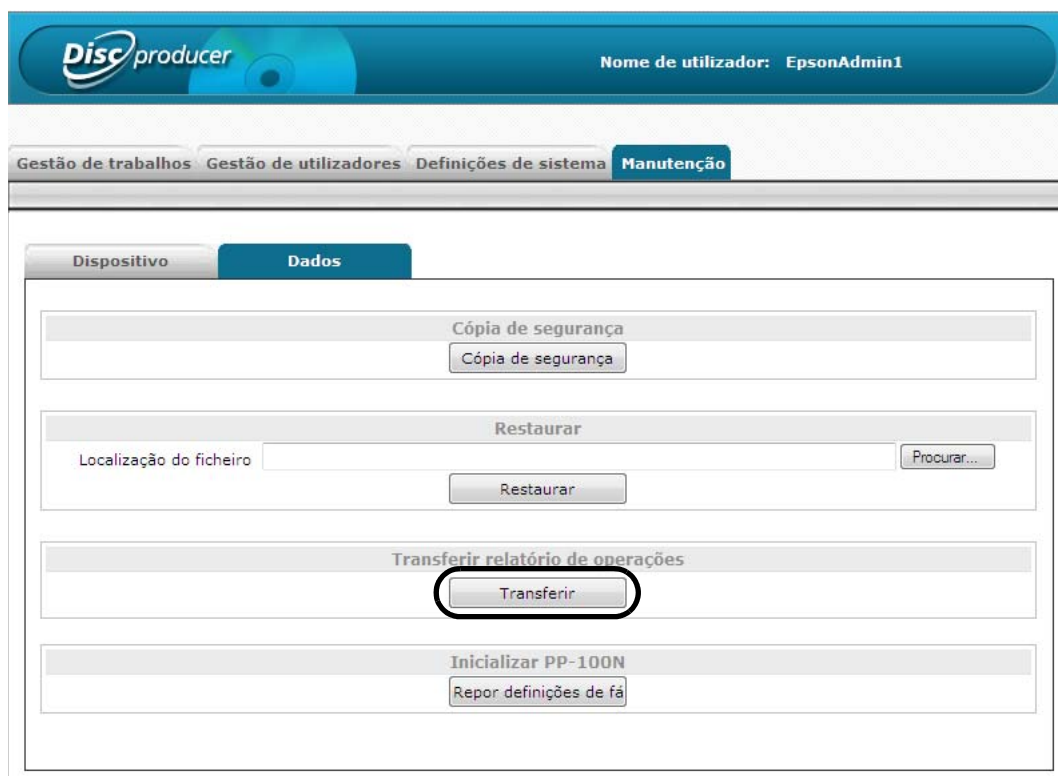 Disc producer
Nome de utilizador: EpsonAdmin1
Gestão de trabalhos Gestão de utilizadores Definições de sistema Manutenção
Dispositivo Dados
Cópia de segurança
Cópia de segurança
Restaurar
Localização do ficheiro Procurar...
Restaurar
Transferir relatório de operações
Transferir
Inicializar PP-100N
Repor definições de fá